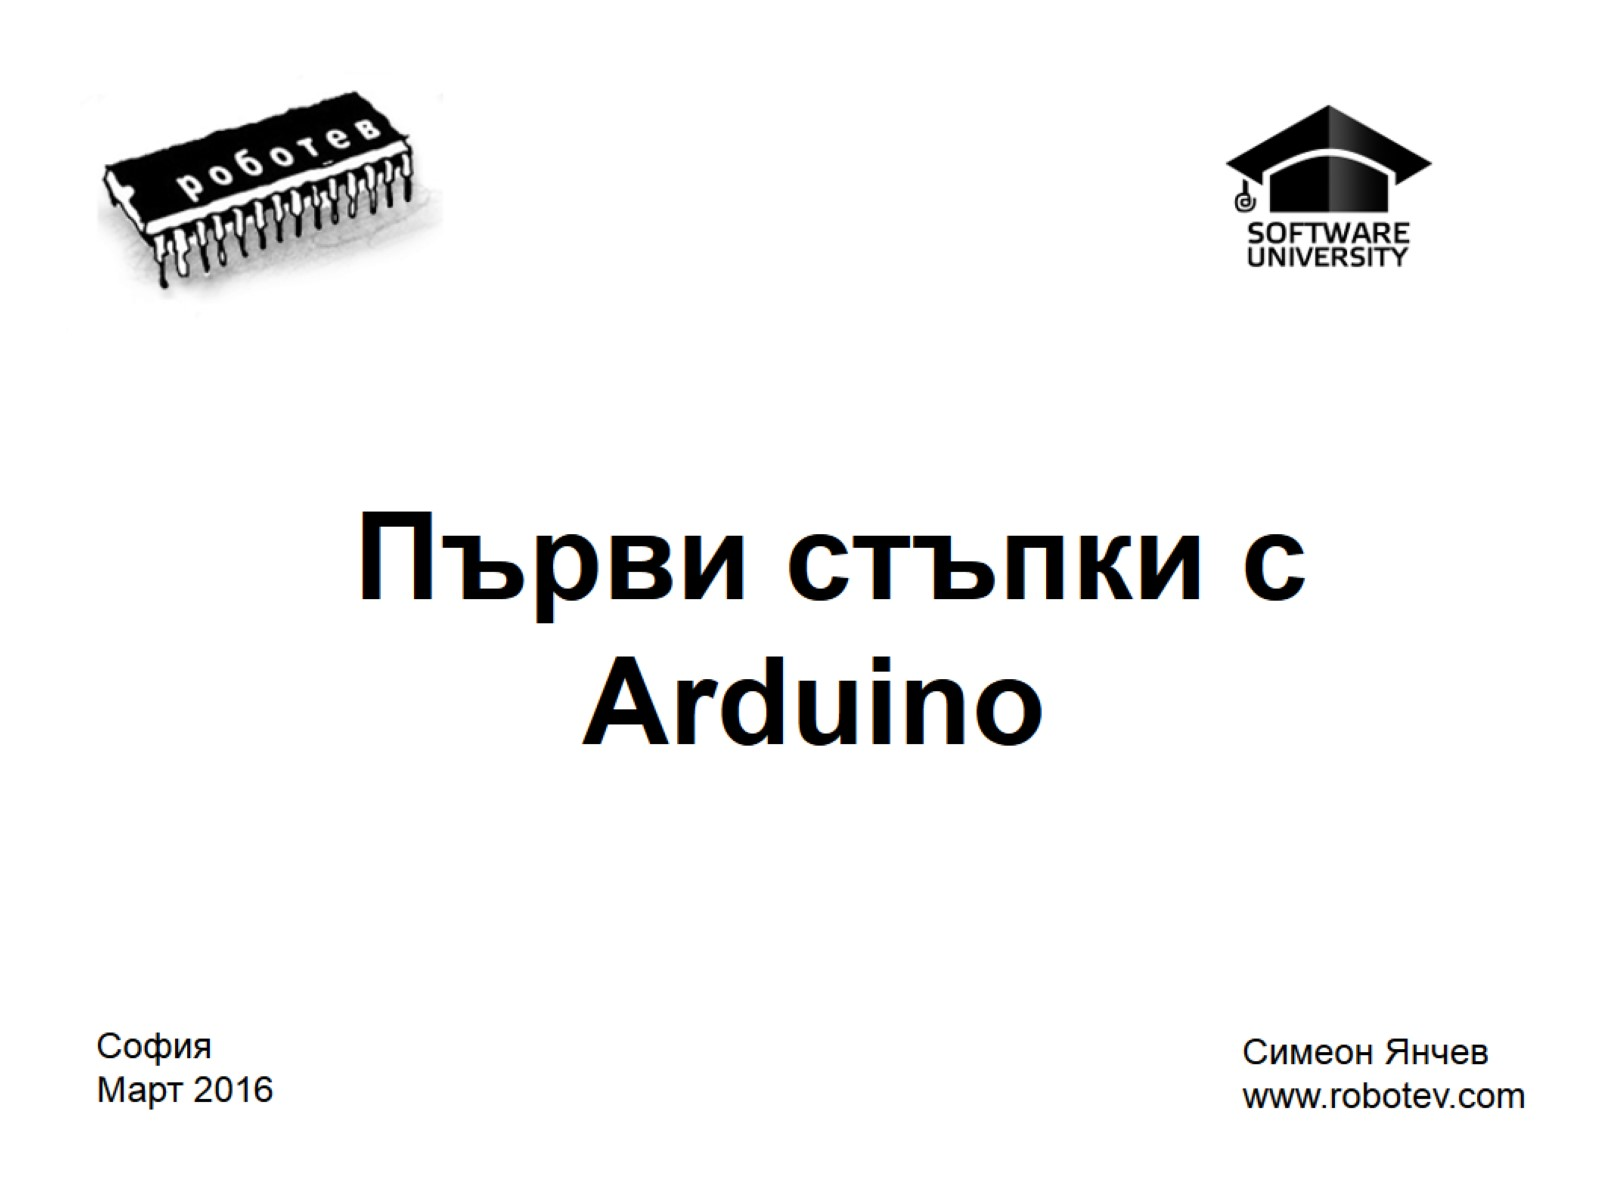 роботев
SOFTWARE
UNIVERSITY
Първи стъпки с
Arduino
София
Март 2016
Симеон Янчев
www.robotev.com